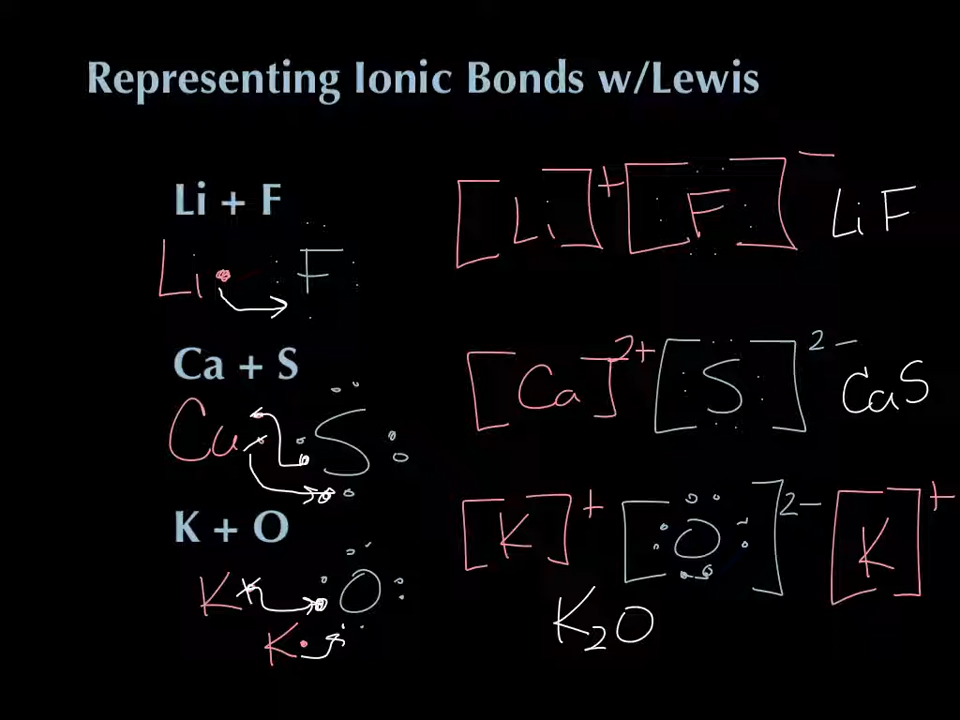 Representing Ionic Bonds w/Lewis
Li + F
[Li]⁺ [F]⁻ LiF
Li F
Ca + S
[Ca]²⁺ [S]²⁻ CaS
Ca S
K + O
[K]⁺ [O]²⁻ [K]⁺
K O
K
K₂O